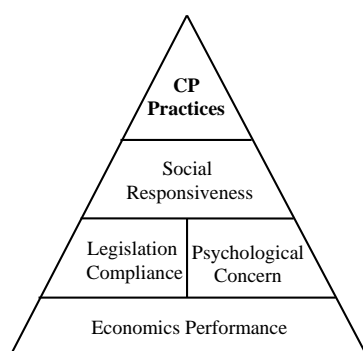 CP
Practices
Social
Responsiveness
Legislation
Compliance
Psychological
Concern
Economics Performance